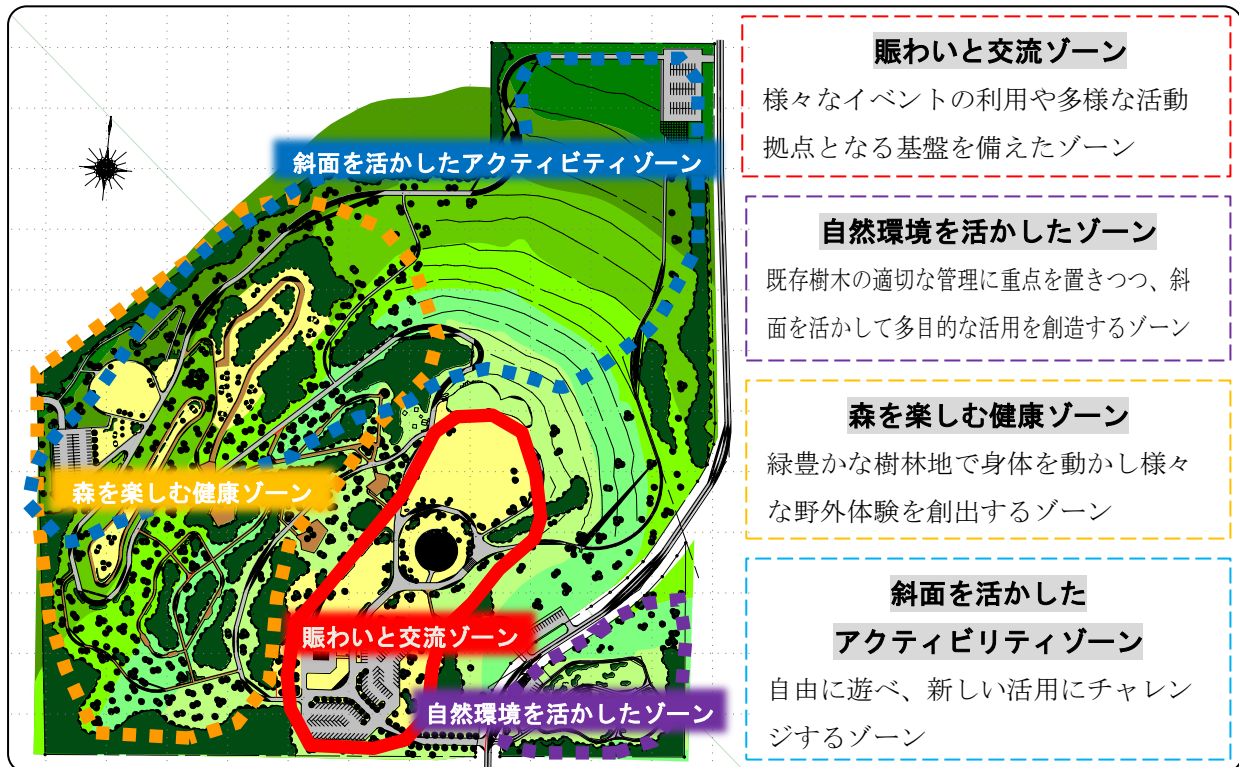 斜面を活かしたアクティビティゾーン
森を楽しむ健康ゾーン
賑わいと交流ゾーン
自然環境を活かしたゾーン
賑わいと交流ゾーン
様々なイベントの利用や多様な活動
拠点となる基盤を備えたゾーン
自然環境を活かしたゾーン
既存樹木の適切な管理に重点を置きつつ、斜
面を活かして多目的な活用を創造するゾーン
森を楽しむ健康ゾーン
緑豊かな樹林地で身体を動かし様々
な野外体験を創出するゾーン
斜面を活かした
アクティビリティゾーン
自由に遊べ、新しい活用にチャレン
ジするゾーン